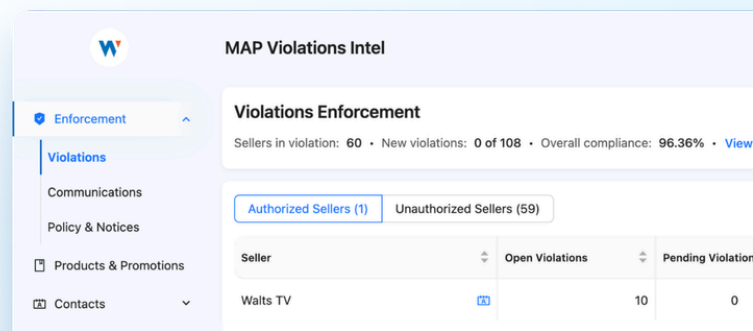 W
MAP Violations Intel
Enforcement
Violations
Communications
Policy & Notices
Products & Promotions
Contacts
Violations Enforcement
Sellers in violation: 60 • New violations: 0 of 108 • Overall compliance: 96.36% • View
Authorized Sellers (1) Unauthorized Sellers (59)
Seller Open Violations Pending Violation
Walts TV 10 0